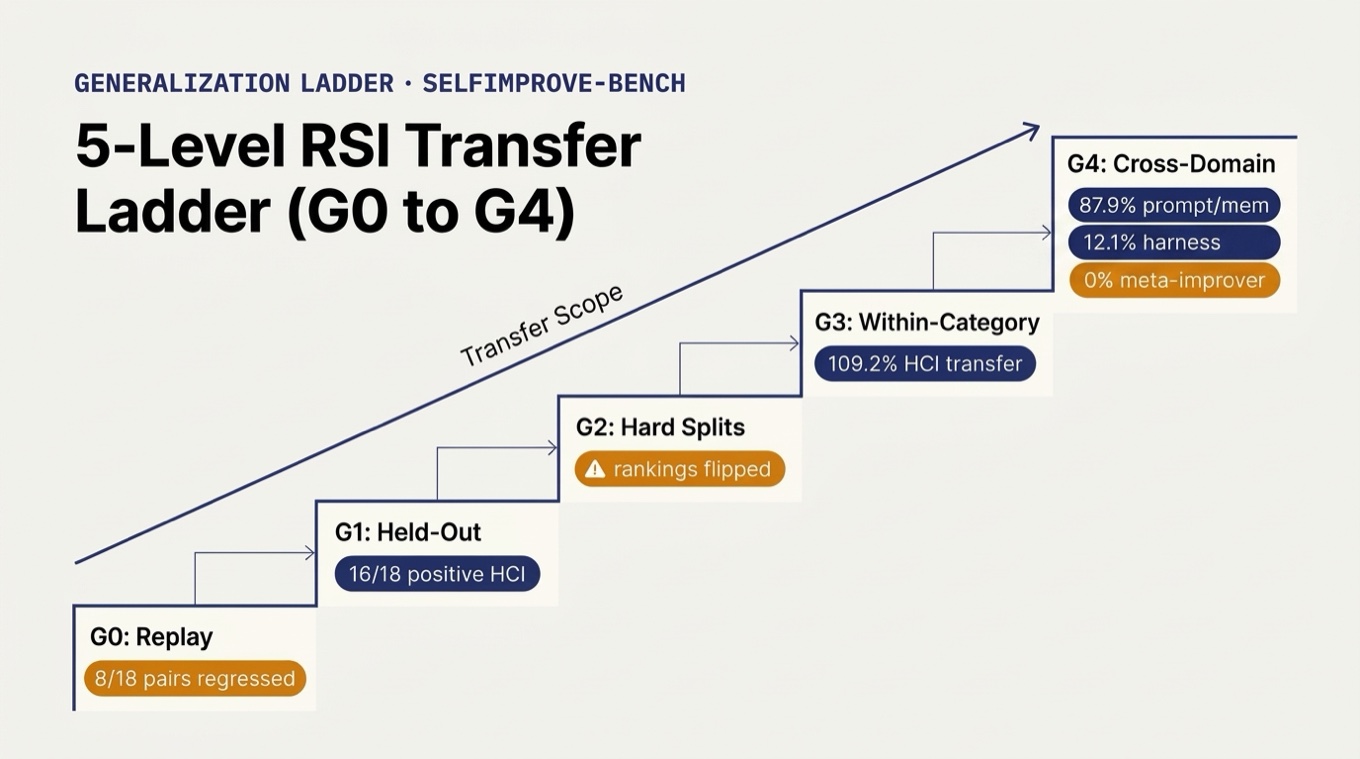 GENERALIZATION LADDER · SELFIMPROVE-BENCH
5-Level RSI Transfer
Ladder (G0 to G4)
Transfer Scope
G4: Cross-Domain
87.9% prompt/mem
12.1% harness
0% meta-improver
G3: Within-Category
109.2% HCI transfer
G2: Hard Splits
rankings flipped
G1: Held-Out
16/18 positive HCI
G0: Replay
8/18 pairs regressed